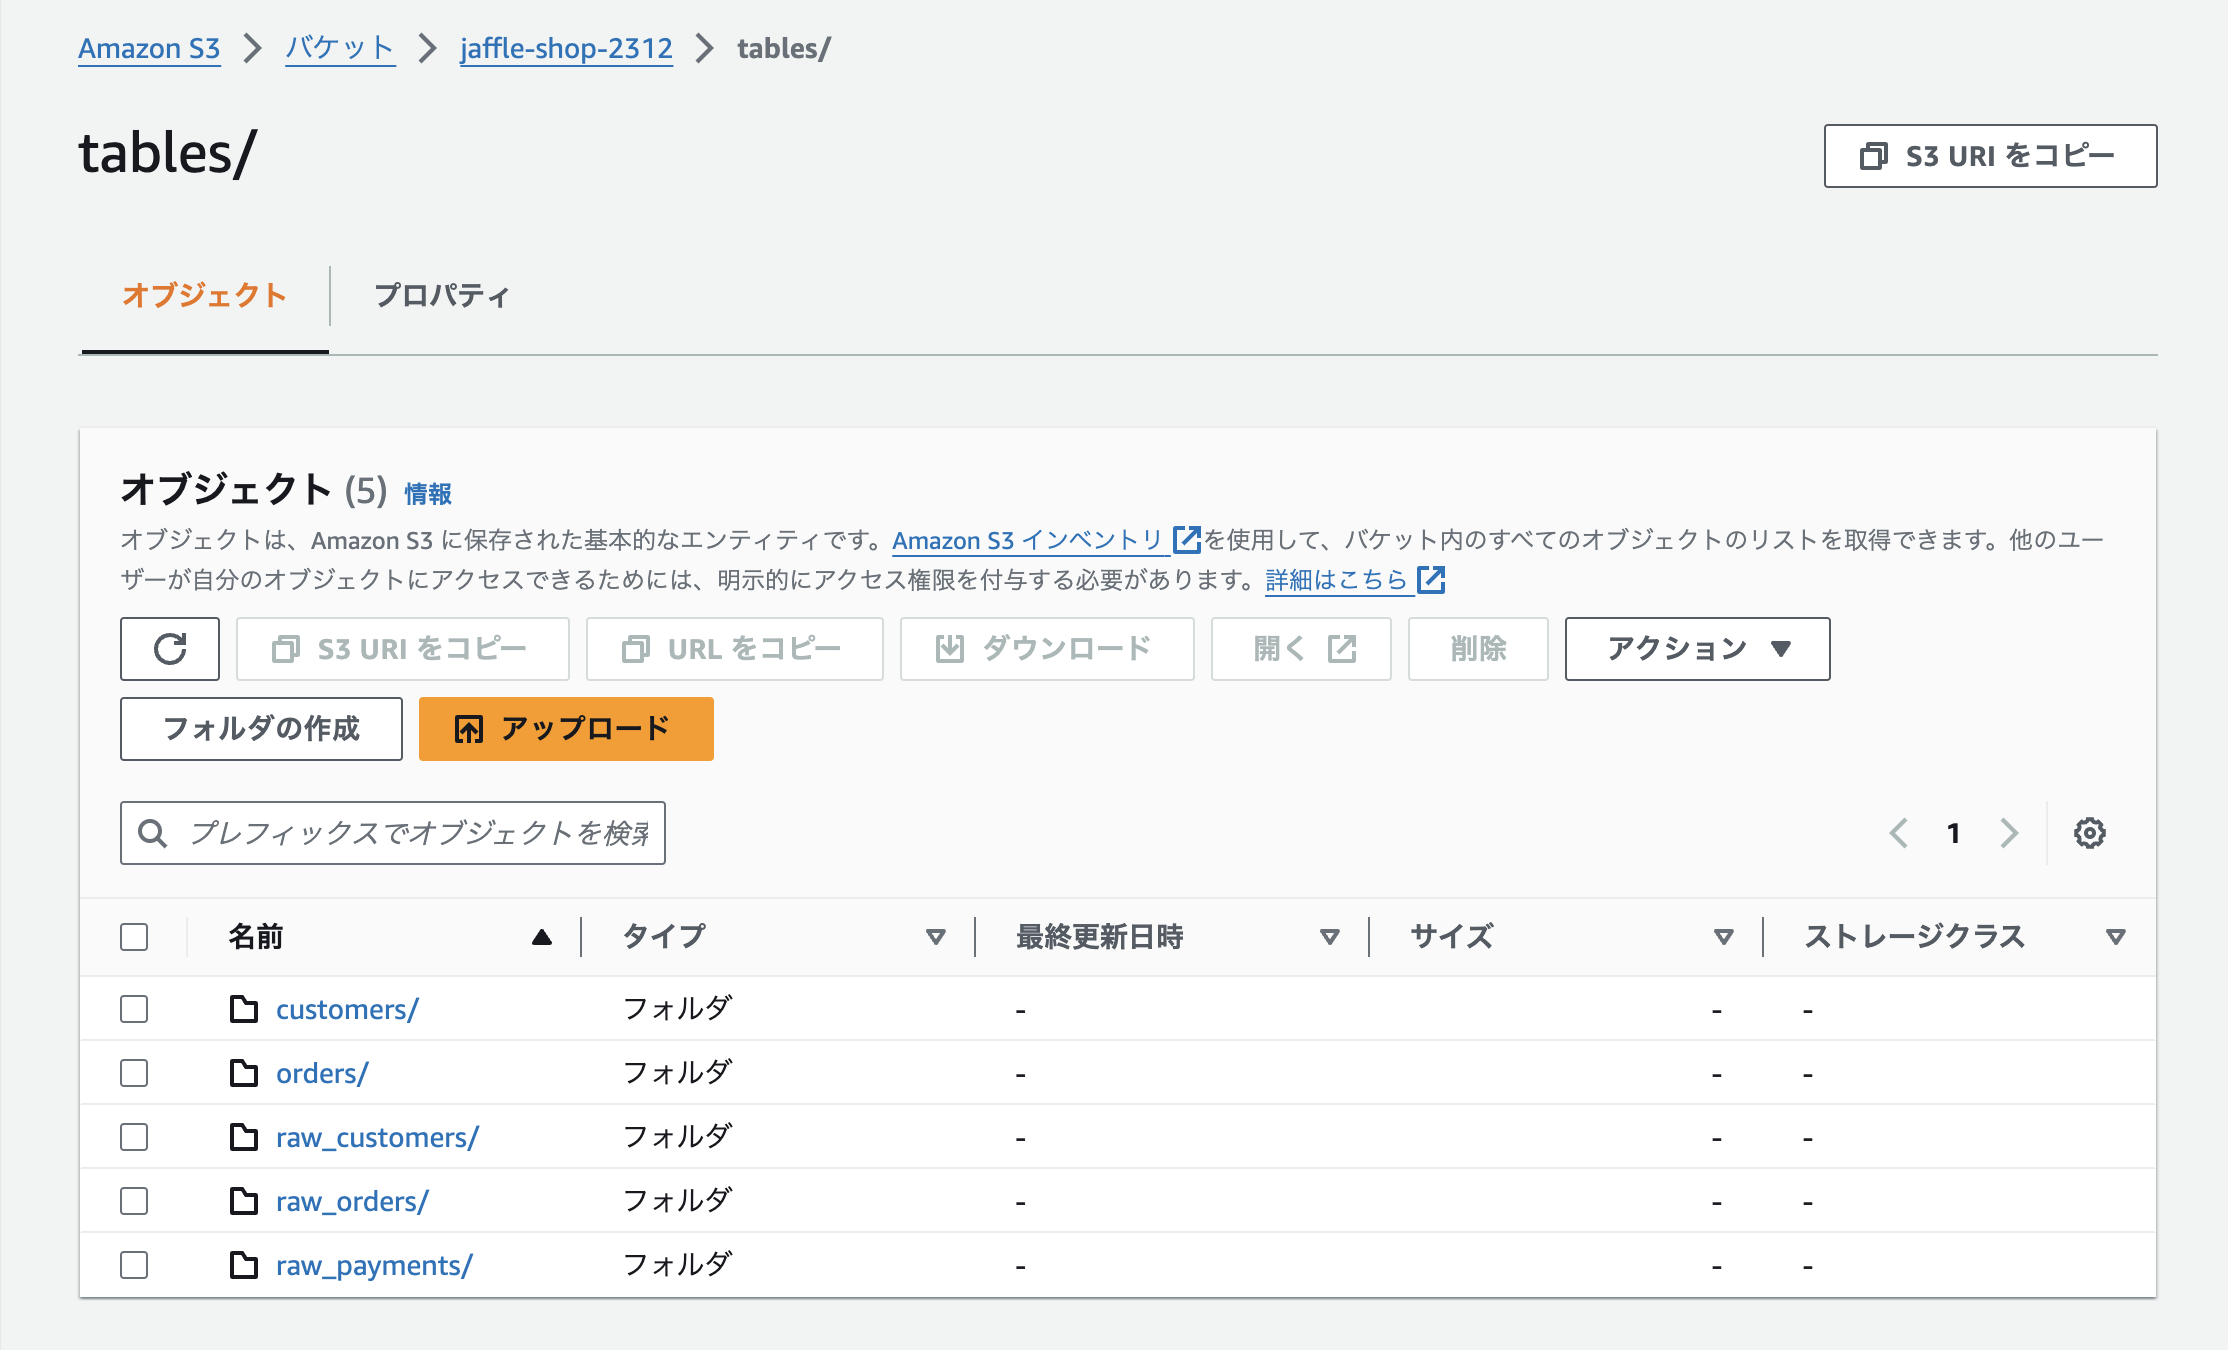 Amazon S3 > バケット > jaffle-shop-2312 > tables/
tables/
S3 URI をコピー
オブジェクト
プロパティ
オブジェクト (5) 情報
オブジェクトは、Amazon S3 に保存された基本的なエンティティです。Amazon S3 インベントリ を使用して、バケット内のすべてのオブジェクトのリストを取得できます。他のユー
ザーが自分のオブジェクトにアクセスできるためには、明示的にアクセス権限を付与する必要があります。詳細はこちら
S3 URI をコピー
URL をコピー
ダウンロード
開く
削除
アクション
フォルダの作成
アップロード
プレフィックスでオブジェクトを検索
1
名前 タイプ 最終更新日時 サイズ ストレージクラス
customers/ フォルダ - - -
orders/ フォルダ - - -
raw_customers/ フォルダ - - -
raw_orders/ フォルダ - - -
raw_payments/ フォルダ - - -